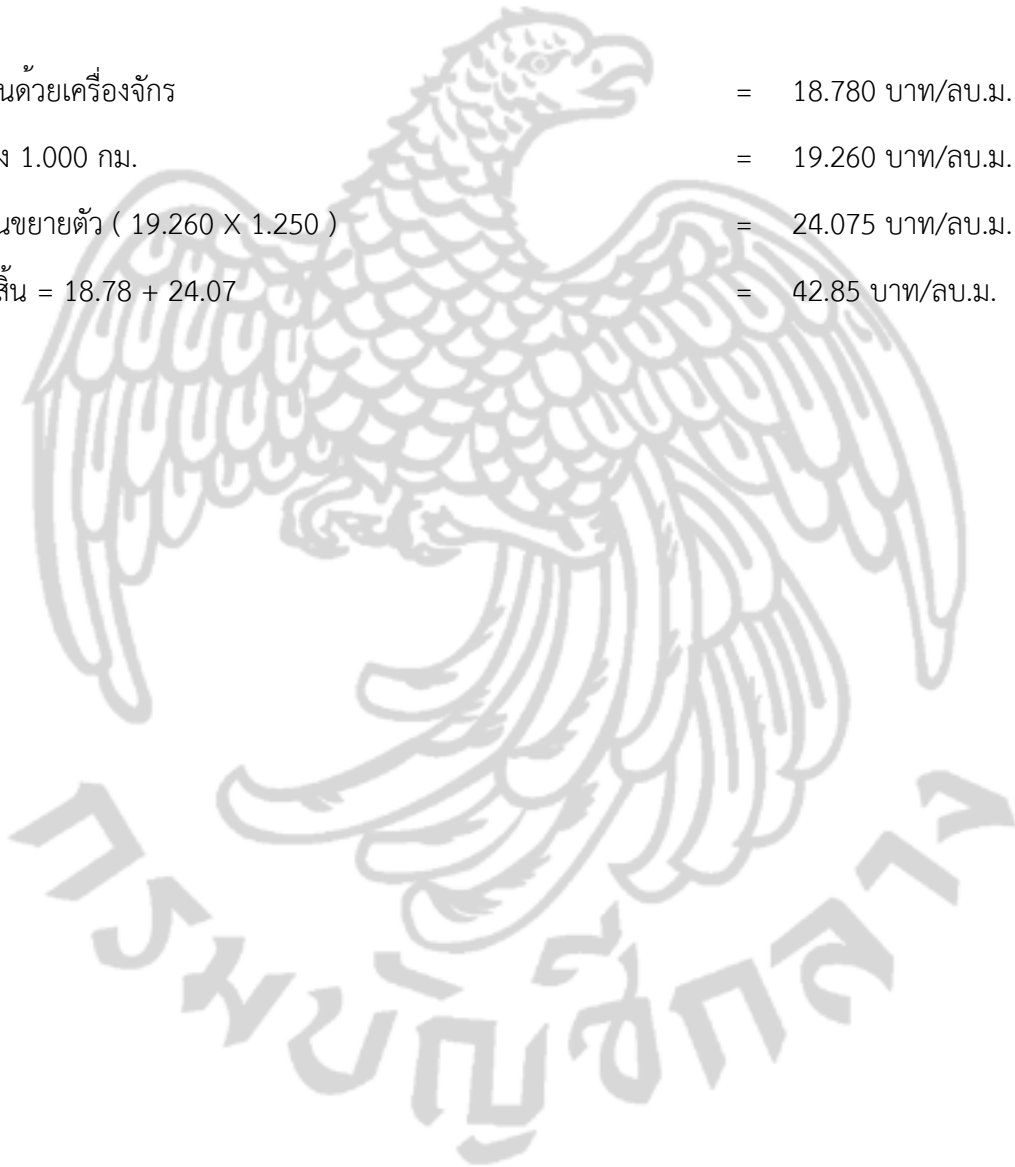 นด้วยเครื่องจักร = 18.780 บาท/ลบ.ม.
ง 1.000 กม. = 19.260 บาท/ลบ.ม.
นขยายตัว ( 19.260 X 1.250 ) = 24.075 บาท/ลบ.ม.
สิ้น = 18.78 + 24.07 = 42.85 บาท/ลบ.ม.
กรมบัญชีกลาง